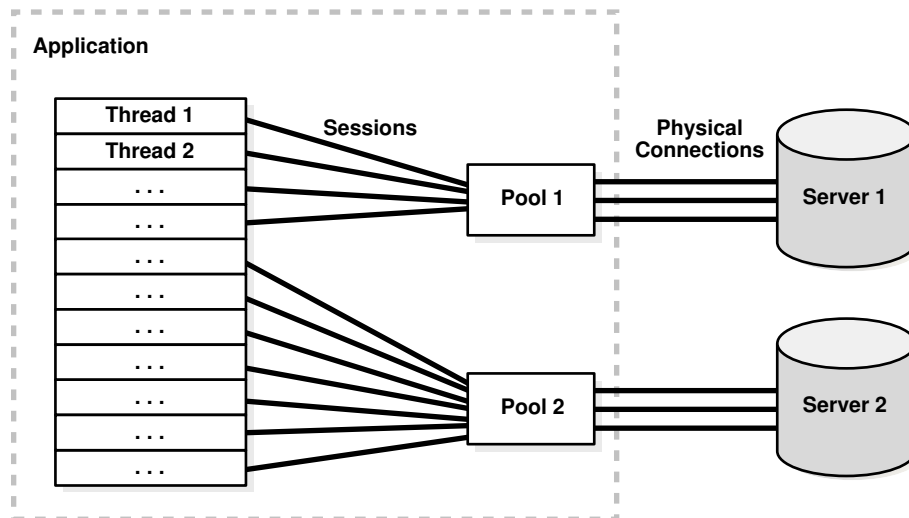 Application
Thread 1
Thread 2
. . .
. . .
. . .
. . .
. . .
. . .
. . .
. . .
. . .
Sessions
Pool 1
Pool 2
Physical
Connections
Server 1
Server 2